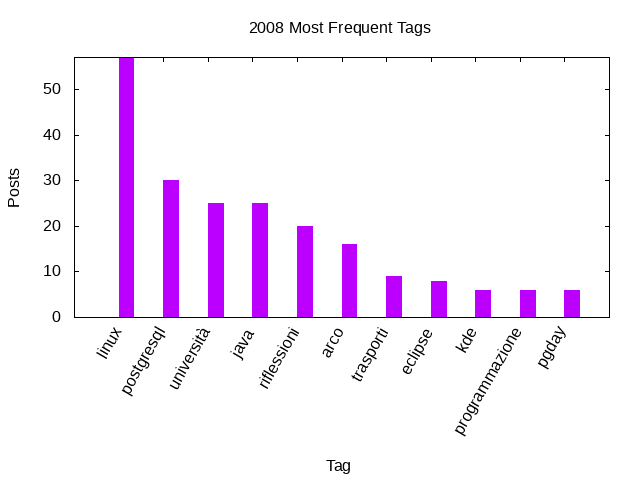 2008 Most Frequent Tags
Posts
50
40
30
20
10
0
linux
postgresql
università
java
riflessioni
arco
trasporti
eclipse
kde
programmazione
pgday
Tag